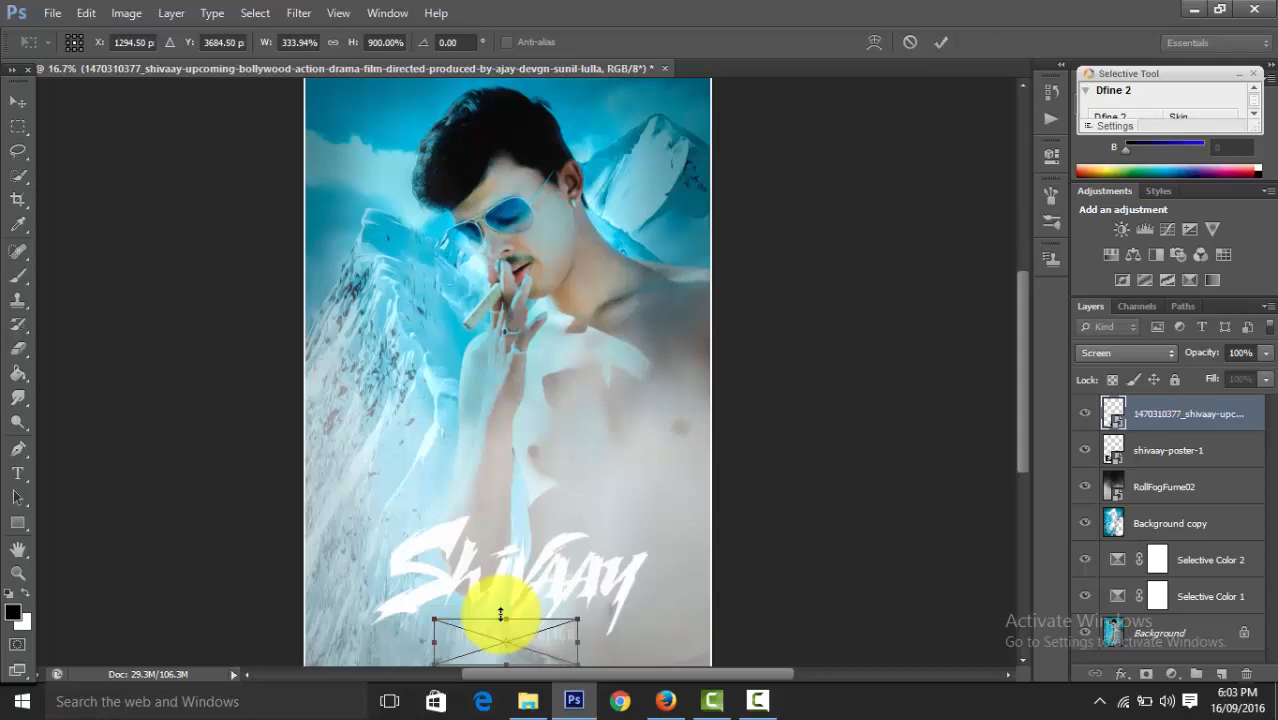 Ps File Edit Image Layer Type Select Filter 3D View Window Help
X: 1294.50 p Y: 3684.50 p W: 333.94% H: 900.00% 0.00 ° Anti-alias Essentials
@ 16.7% (1470310377_shivaay-upcoming-bollywood-action-drama-film-directed-produced-by-ajay-devgn-sunil-lulla, RGB/8*) * ×
Selective Tool
Dfine 2
Dfine 2 Skin
Settings
B 0
Adjustments Styles
Add an adjustment
Layers Channels Paths
Kind
Screen Opacity: 100%
Lock: Fill: 100%
1470310377_shivaay-upc...
shivaay-poster-1
RollFogFume02
Background copy
Selective Color 2
Selective Color 1
Background
Shivaay
Activate Windows
Go to Settings to activate Windows.
Doc: 29.3M/106.3M
Search the web and Windows
6:03 PM
16/09/2016